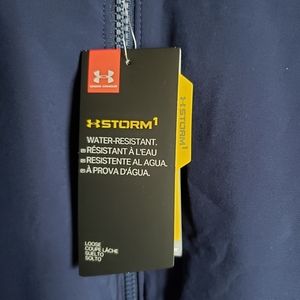 UNDER ARMOUR
STORM1
WATER-RESISTANT.
RÉSISTANT À L'EAU
RESISTENTE AL AGUA.
À PROVA D'ÁGUA.
LOOSE
COUPE LÂCHE
SUELTO
SOLTO
STORM1